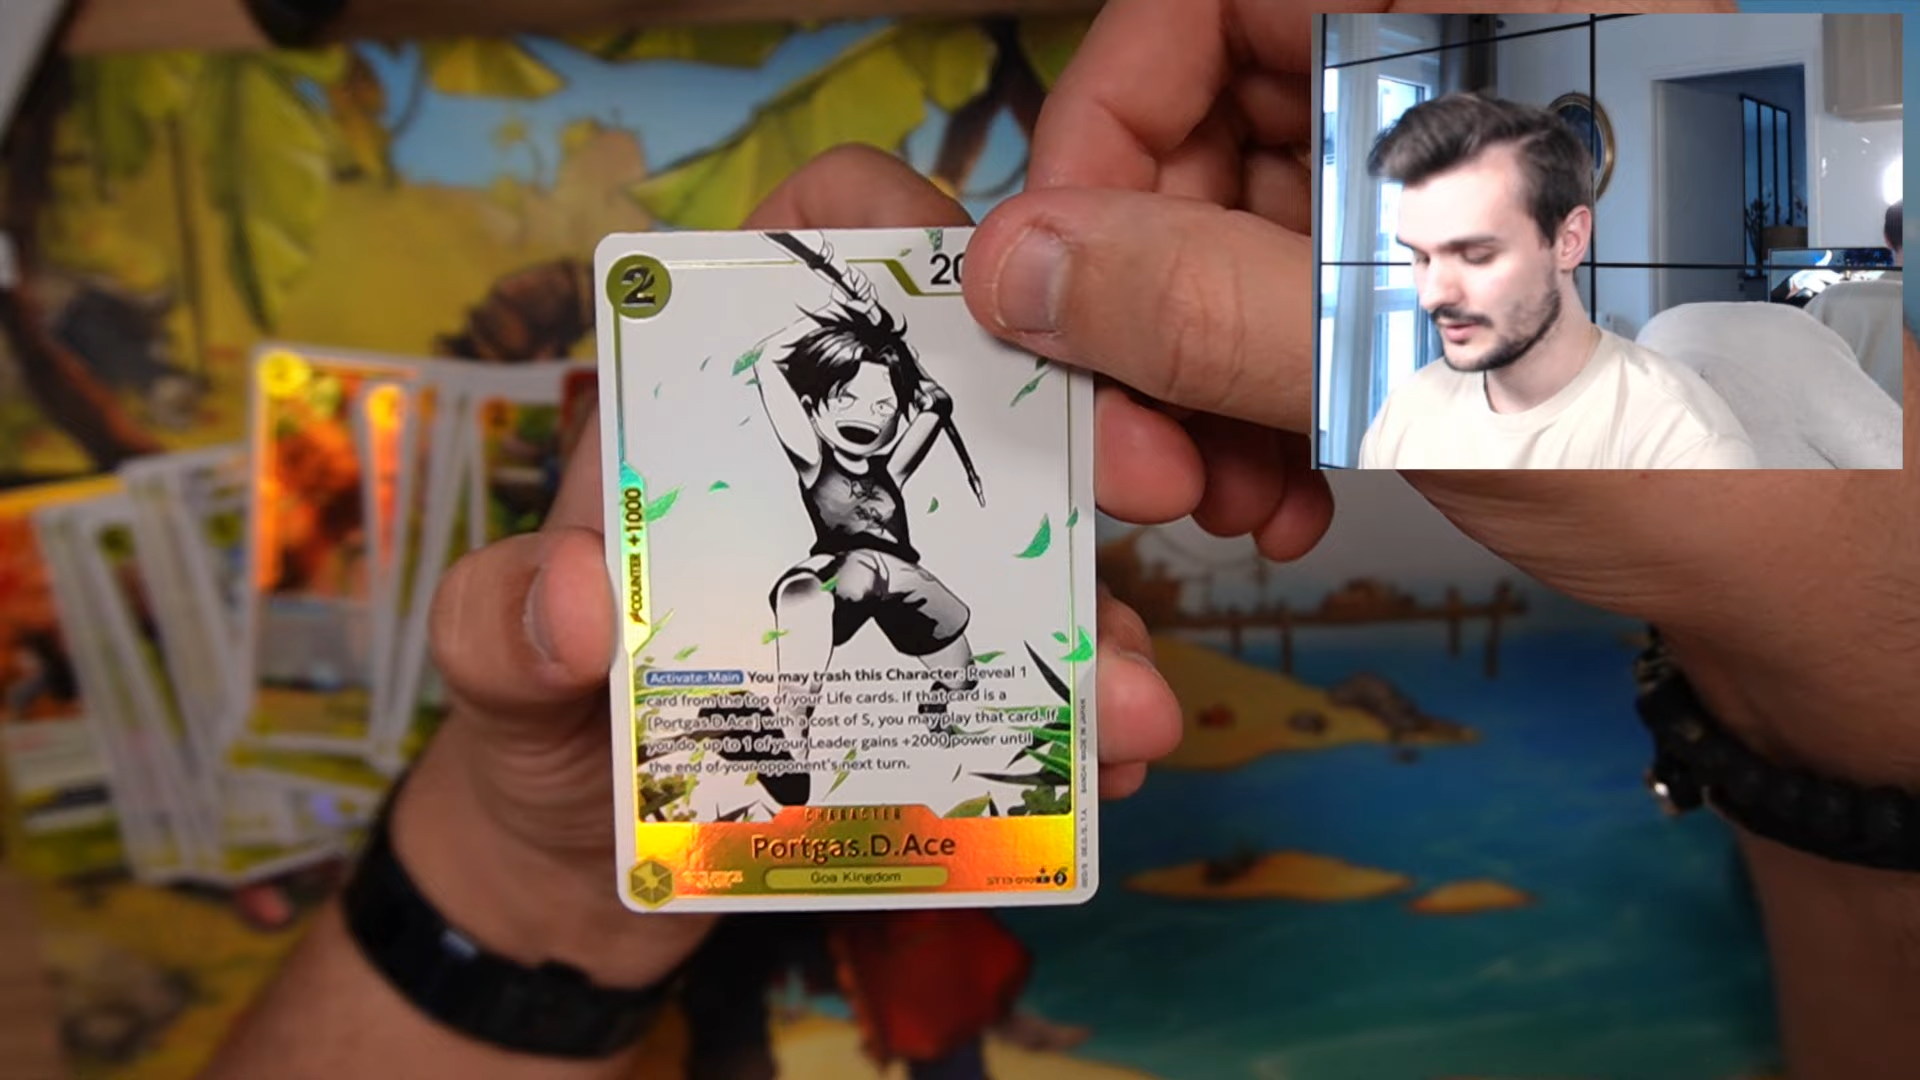 2
20
COUNTER +1000
Activate:Main You may trash this Character: Reveal 1
card from the top of your Life cards. If that card is a
[Portgas.D.Ace] with a cost of 5, you may play that card. If
you do, up to 1 of your Leader gains +2000 power until
the end of your opponent's next turn.
CHARACTER
Portgas.D.Ace
Goa Kingdom
ST13-010